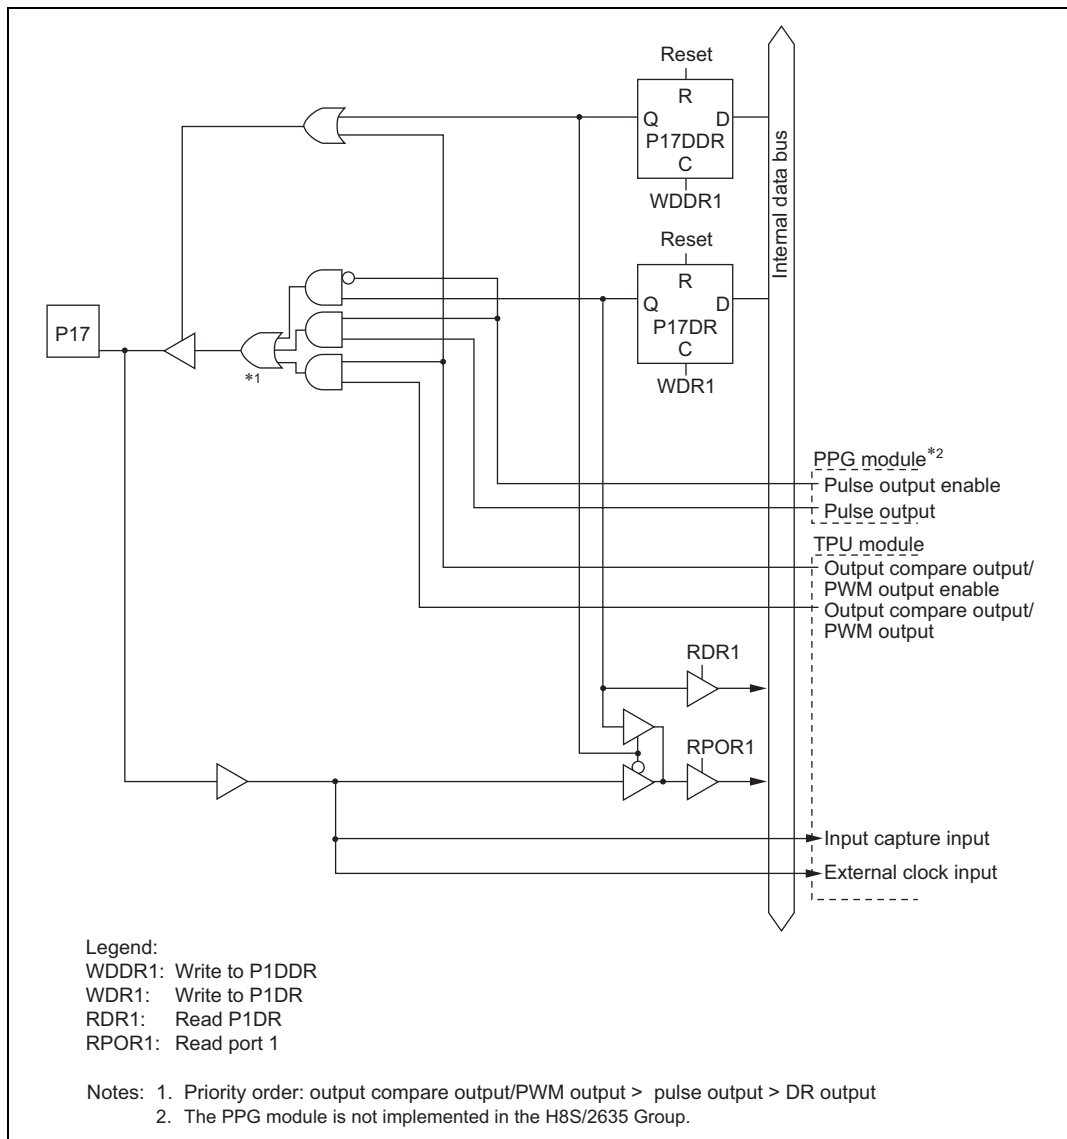 Reset
R
Q D
P17DDR
C
WDDR1
Internal data bus
Reset
R
Q D
P17DR
C
WDR1
P17
*1
PPG module*2
Pulse output enable
Pulse output
TPU module
Output compare output/
PWM output enable
Output compare output/
PWM output
RDR1
RPOR1
Input capture input
External clock input
Legend:
WDDR1: Write to P1DDR
WDR1: Write to P1DR
RDR1: Read P1DR
RPOR1: Read port 1
Notes: 1. Priority order: output compare output/PWM output > pulse output > DR output
2. The PPG module is not implemented in the H8S/2635 Group.